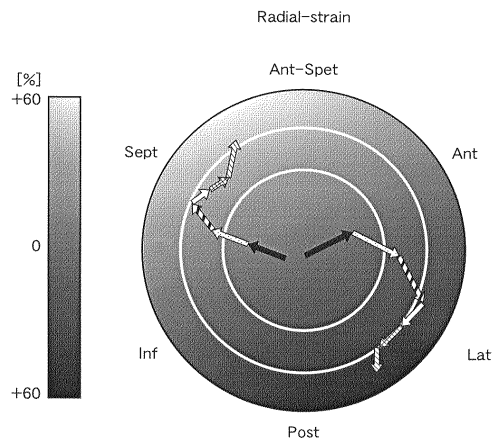 Radial-strain
Ant-Spet
[%]
+60
Sept
Ant
0
Inf
Lat
+60
Post